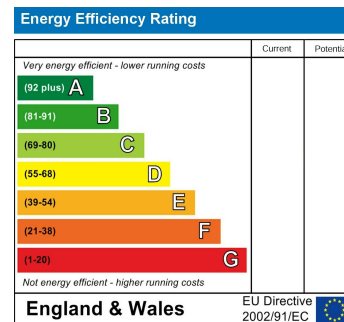 Energy Efficiency Rating
Current Potentia
Very energy efficient - lower running costs
(92 plus) A
(81-91) B
(69-80) C
(55-68) D
(39-54) E
(21-38) F
(1-20) G
Not energy efficient - higher running costs
England & Wales
EU Directive
2002/91/EC